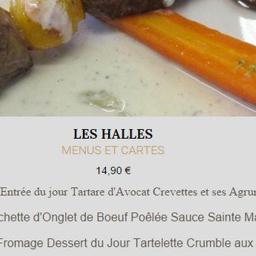 LES HALLES
MENUS ET CARTES
14,90 €
Entrée du jour Tartare d'Avocat Crevettes et ses Agrur
chette d'Onglet de Boeuf Poêlée Sauce Sainte Ma
Fromage Dessert du Jour Tartelette Crumble aux